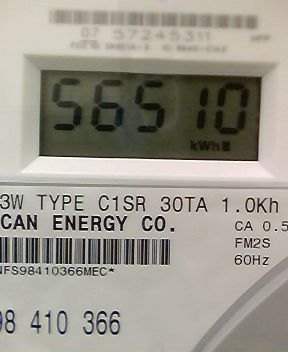 07 57245311
56510
kWh
3W TYPE C1SR 30TA 1.0Kh
CAN ENERGY CO.
CA 0.5
FM2S
60Hz
NFS98410366MEC*
98 410 366